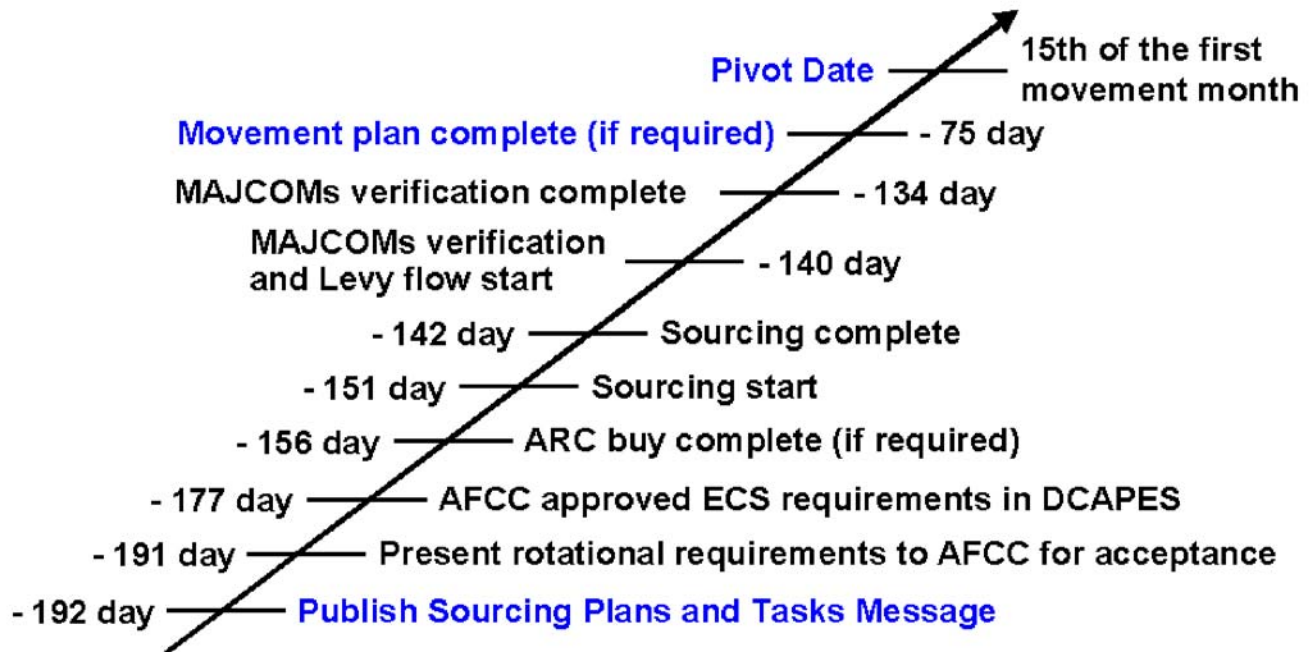 Pivot Date
15th of the first
movement month
Movement plan complete (if required)
- 75 day
MAJCOMs verification complete
- 134 day
MAJCOMs verification
and Levy flow start
- 140 day
- 142 day
Sourcing complete
- 151 day
Sourcing start
- 156 day
ARC buy complete (if required)
- 177 day
AFCC approved ECS requirements in DCAPES
- 191 day
Present rotational requirements to AFCC for acceptance
- 192 day
Publish Sourcing Plans and Tasks Message